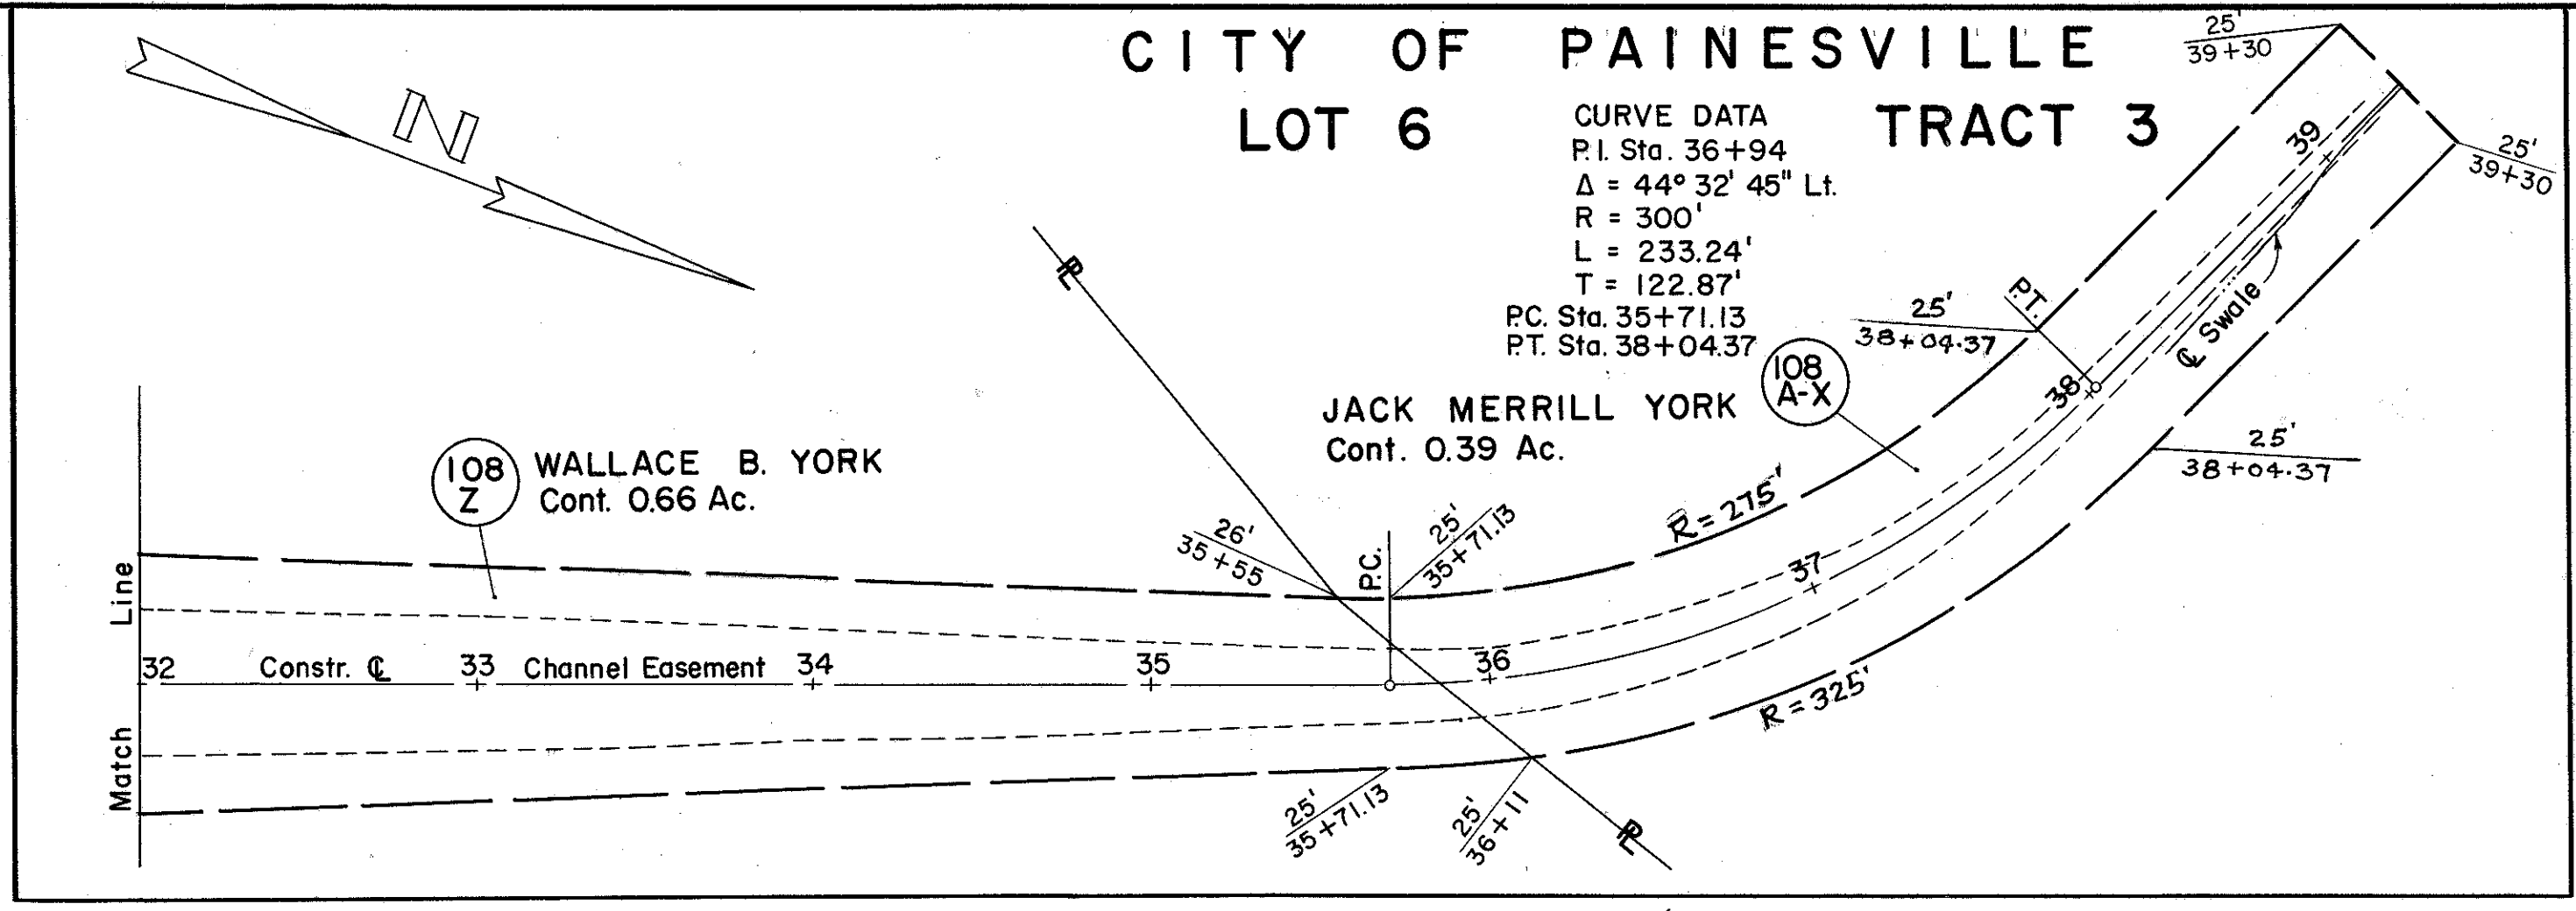 CITY OF PAINESVILLE
LOT 6 TRACT 3
N
CURVE DATA
P.I. Sta. 36+94
Δ = 44° 32' 45" Lt.
R = 300'
L = 233.24'
T = 122.87'
P.C. Sta. 35+71.13
P.T. Sta. 38+04.37
25'
39+30
25'
39+30
39
P.T.
℄ Swale
25'
38+04.37
38
25'
38+04.37
108
A-X
JACK MERRILL YORK
Cont. 0.39 Ac.
108
Z
WALLACE B. YORK
Cont. 0.66 Ac.
PL
26'
35+55
P.C.
25'
35+71.13
R = 275'
37
Match Line
32 Constr. ℄ 33 Channel Easement 34 35 36
R = 325'
25'
35+71.13
25'
36+11
PL